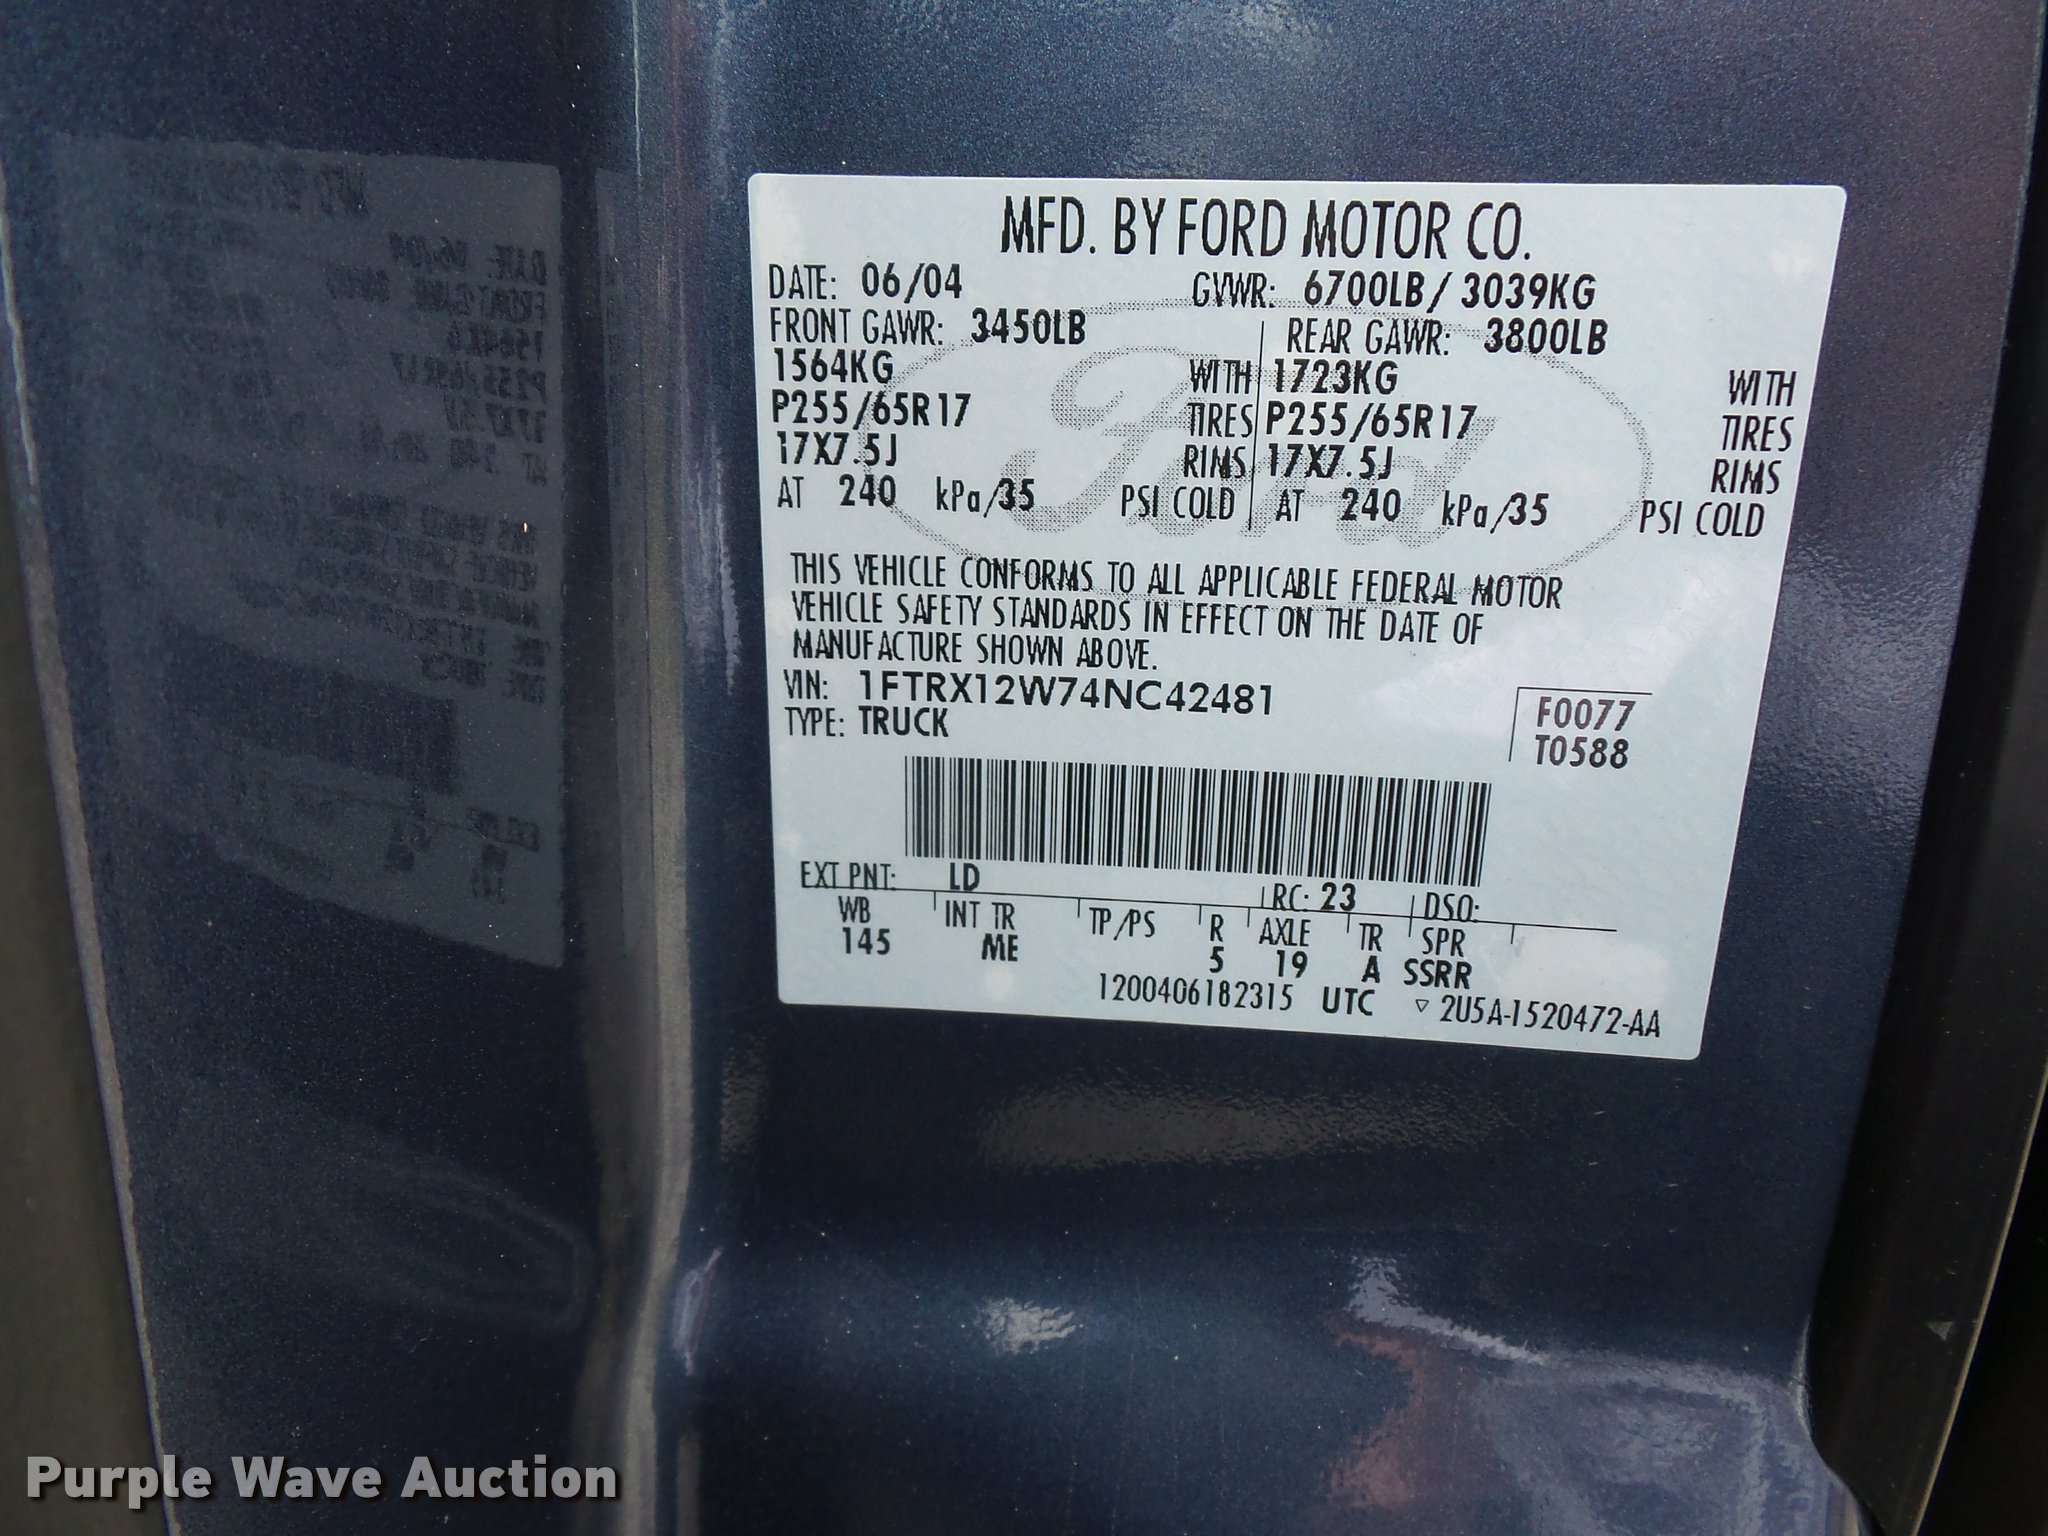 MFD. BY FORD MOTOR CO.
DATE: 06/04 GVWR: 6700LB/3039KG
FRONT GAWR: 3450LB REAR GAWR: 3800LB
1564KG WITH 1723KG WITH
P255/65R17 TIRES P255/65R17 TIRES
17X7.5J RIMS 17X7.5J RIMS
AT 240 kPa/35 PSI COLD AT 240 kPa/35 PSI COLD
Ford
THIS VEHICLE CONFORMS TO ALL APPLICABLE FEDERAL MOTOR
VEHICLE SAFETY STANDARDS IN EFFECT ON THE DATE OF
MANUFACTURE SHOWN ABOVE.
VIN: 1FTRX12W74NC42481
TYPE: TRUCK
F0077
T0588
EXT PNT: LD RC: 23 DSO:
WB INT TR TP/PS R AXLE TR SPR
145 ME 5 19 A SSRR
1200406182315 UTC ▽ 2U5A-1520472-AA
Purple Wave Auction